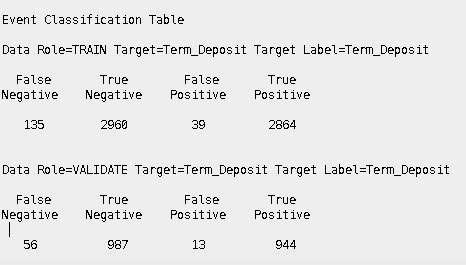 Event Classification Table
Data Role=TRAIN Target=Term_Deposit Target Label=Term_Deposit
False True False True
Negative Negative Positive Positive
135 2960 39 2864
Data Role=VALIDATE Target=Term_Deposit Target Label=Term_Deposit
False True False True
Negative Negative Positive Positive
56 987 13 944